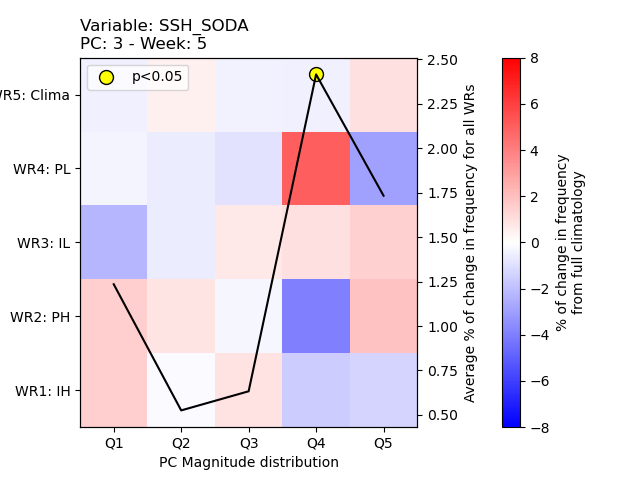 Variable: SSH_SODA
PC: 3 - Week: 5
p<0.05
WR5: Clima
WR4: PL
WR3: IL
WR2: PH
WR1: IH
Q1 Q2 Q3 Q4 Q5
PC Magnitude distribution
2.50
2.25
2.00
1.75
1.50
1.25
1.00
0.75
0.50
Average % of change in frequency for all WRs
8
6
4
2
0
−2
−4
−6
−8
% of change in frequency
from full climatology